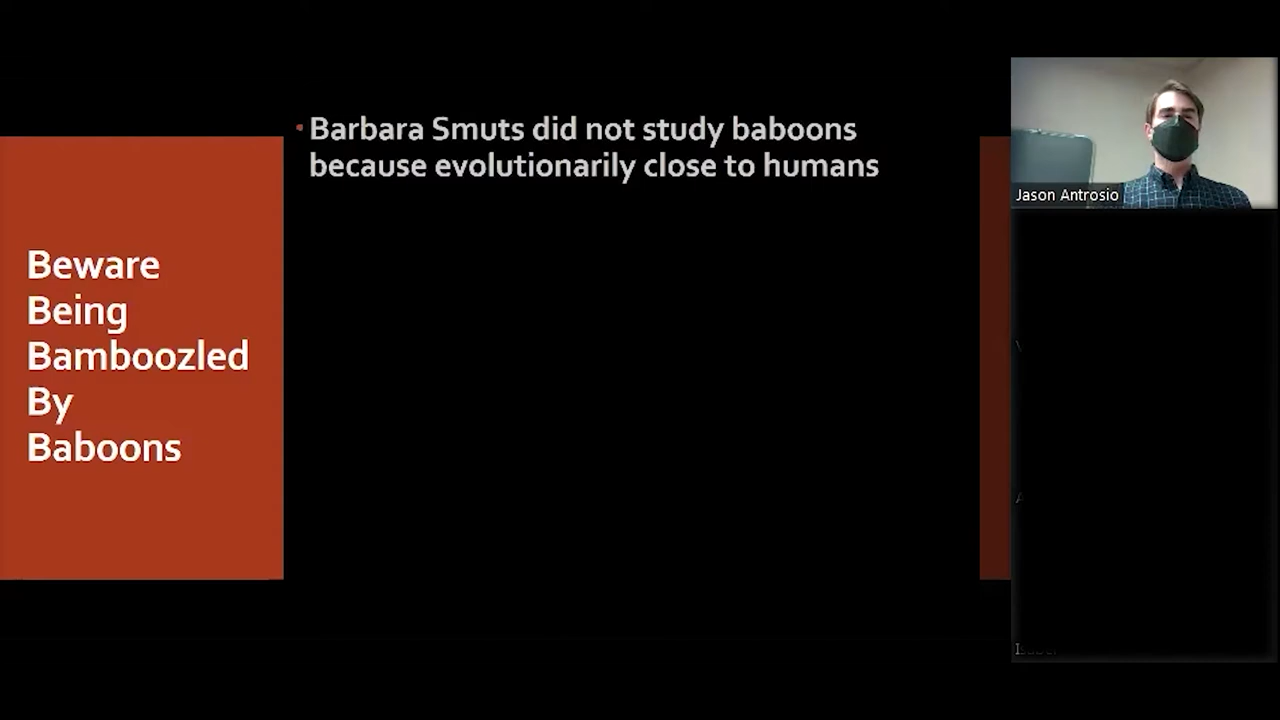 Beware
Being
Bamboozled
By
Baboons
Barbara Smuts did not study baboons
because evolutionarily close to humans
Jason Antrosio